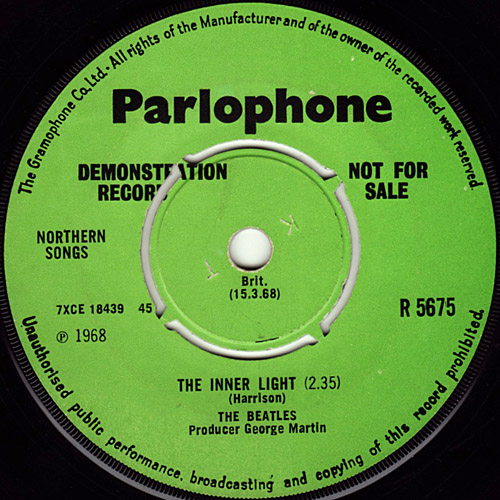 The Gramophone Co. Ltd. · All rights of the Manufacturer and of the owner of the recorded work reserved.
Parlophone
DEMONSTRATION
RECORD
NOT FOR
SALE
NORTHERN
SONGS
K
T
Brit.
(15.3.68)
7XCE 18439 45
R 5675
℗ 1968
THE INNER LIGHT (2.35)
(Harrison)
THE BEATLES
Producer George Martin
Unauthorised public performance, broadcasting and copying of this record prohibited.